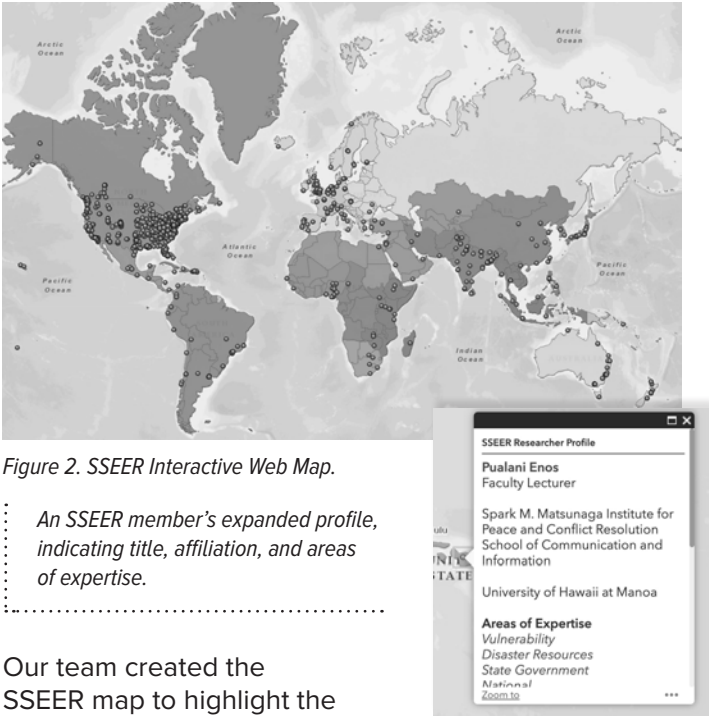 Arctic
Ocean
Arctic
Ocean
Atlantic
Ocean
Pacific
Ocean
Pacific
Ocean
Indian
Ocean
Figure 2. SSEER Interactive Web Map.
An SSEER member's expanded profile,
indicating title, affiliation, and areas
of expertise.
Our team created the
SSEER map to highlight the
ulu
STATE
SSEER Researcher Profile
Pualani Enos
Faculty Lecturer
Spark M. Matsunaga Institute for
Peace and Conflict Resolution
School of Communication and
Information
University of Hawaii at Manoa
Areas of Expertise
Vulnerability
Disaster Resources
State Government
National
Zoom to